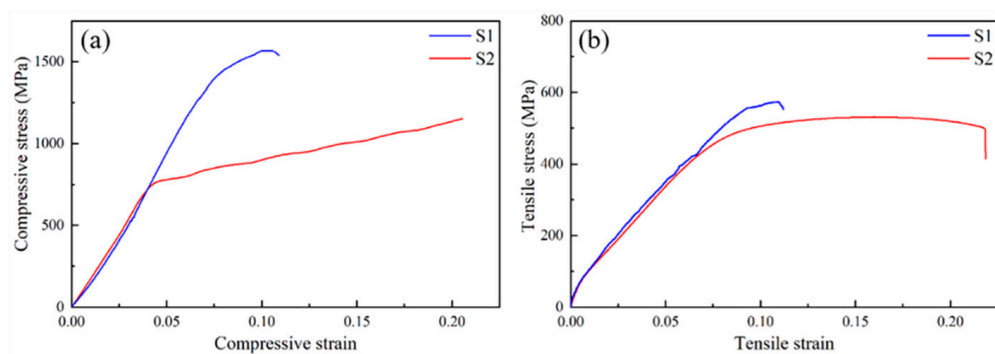 (a)
S1
S2
Compressive stress (MPa)
1500
1000
500
0
0.00
0.05
0.10
0.15
0.20
Compressive strain
(b)
S1
S2
Tensile stress (MPa)
800
600
400
200
0
0.00
0.05
0.10
0.15
0.20
Tensile strain